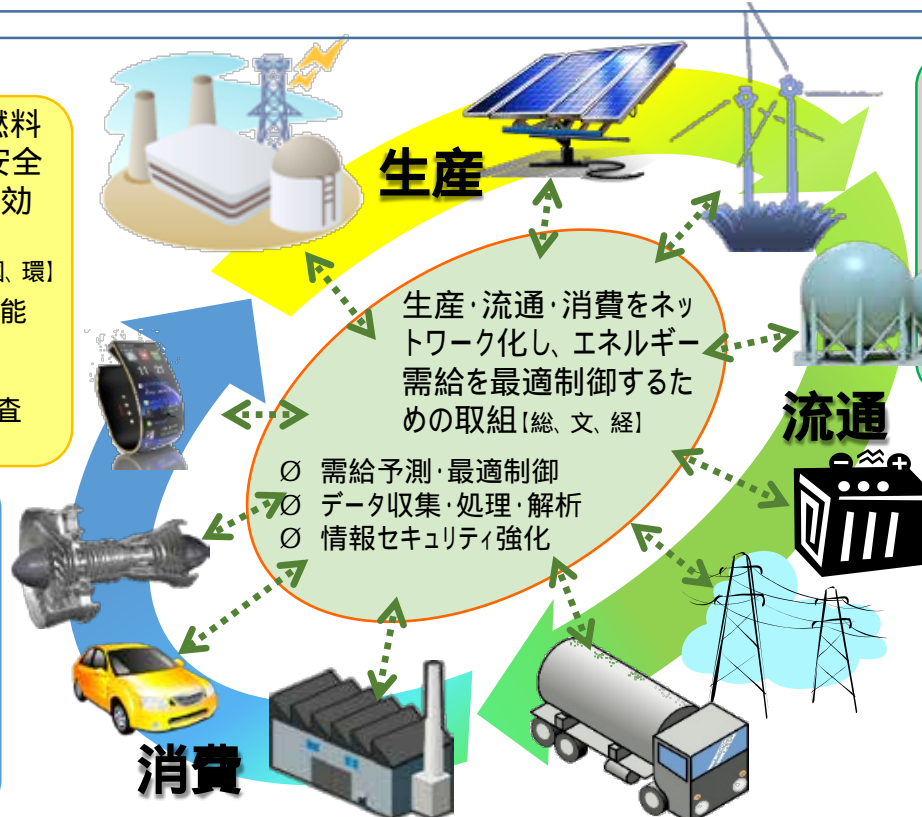 燃料
安全
効
、環】
能
査
生産
生産・流通・消費をネッ
トワーク化し、エネルギー
需給を最適制御するた
めの取組【総、文、経】
Ø 需給予測・最適制御
Ø データ収集・処理・解析
Ø 情報セキュリティ強化
流通
消費